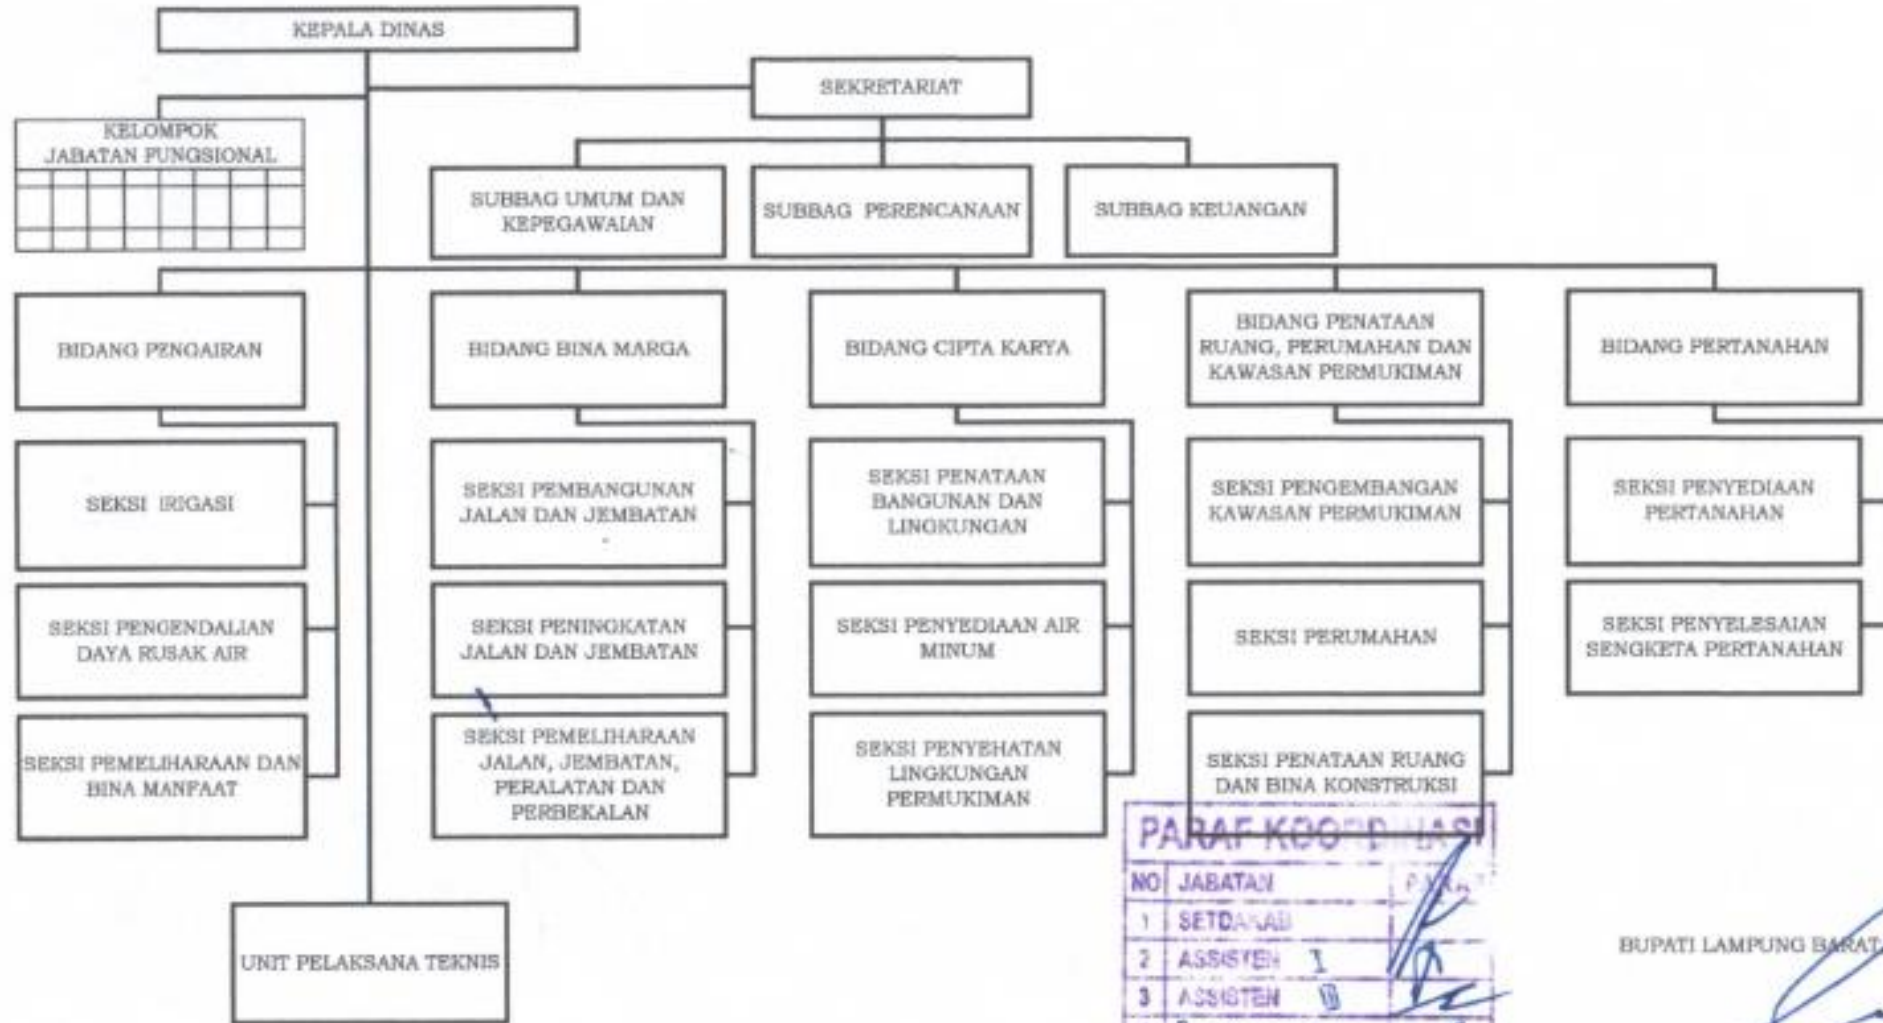 KEPALA DINAS
SEKRETARIAT
KELOMPOK
JABATAN FUNGSIONAL
SUBBAG UMUM DAN
KEPEGAWAIAN
SUBBAG PERENCANAAN
SUBBAG KEUANGAN
BIDANG PENGAIRAN
BIDANG BINA MARGA
BIDANG CIPTA KARYA
BIDANG PENATAAN
RUANG, PERUMAHAN DAN
KAWASAN PERMUKIMAN
BIDANG PERTANAHAN
SEKSI IRIGASI
SEKSI PEMBANGUNAN
JALAN DAN JEMBATAN
SEKSI PENATAAN
BANGUNAN DAN
LINGKUNGAN
SEKSI PENGEMBANGAN
KAWASAN PERMUKIMAN
SEKSI PENYEDIAAN
PERTANAHAN
SEKSI PENGENDALIAN
DAYA RUSAK AIR
SEKSI PENINGKATAN
JALAN DAN JEMBATAN
SEKSI PENYEDIAAN AIR
MINUM
SEKSI PERUMAHAN
SEKSI PENYELESAIAN
SENGKETA PERTANAHAN
SEKSI PEMELIHARAAN DAN
BINA MANFAAT
SEKSI PEMELIHARAAN
JALAN, JEMBATAN,
PERALATAN DAN
PERBEKALAN
SEKSI PENYEHATAN
LINGKUNGAN
PERMUKIMAN
SEKSI PENATAAN RUANG
DAN BINA KONSTRUKSI
UNIT PELAKSANA TEKNIS
PARAF KOORDINASI
NO JABATAN PARAF
1 SETDAKAB
2 ASSISTEN I
3 ASSISTEN III
BUPATI LAMPUNG BARAT